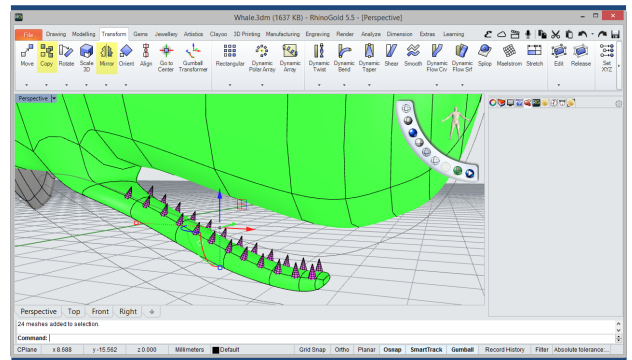 Whale.3dm (1637 KB) - RhinoGold 5.5 - [Perspective]
File Drawing Modelling Transform Gems Jewellry Artistics Clayoo 3D Printing Manufacturing Engraving Render Analyze Dimension Extras Learning
Move Copy Rotate Scale 3D Mirror Orient Align Go to Center Gumball Transformer Rectangular Dynamic Polar Array Dynamic Array Dynamic Twist Dynamic Bend Dynamic Taper Shear Smooth Dynamic Flow Crv Dynamic Flow Srf Splop Maelstrom Stretch Edit Release Set XYZ
Perspective
Perspective Top Front Right
24 meshes added to selection.
Command:
CPlane x 8.688 y -15.562 z 0.000 Millimeters Default Grid Snap Ortho Planar Osnap SmartTrack Gumball Record History Filter Absolute tolerance:...